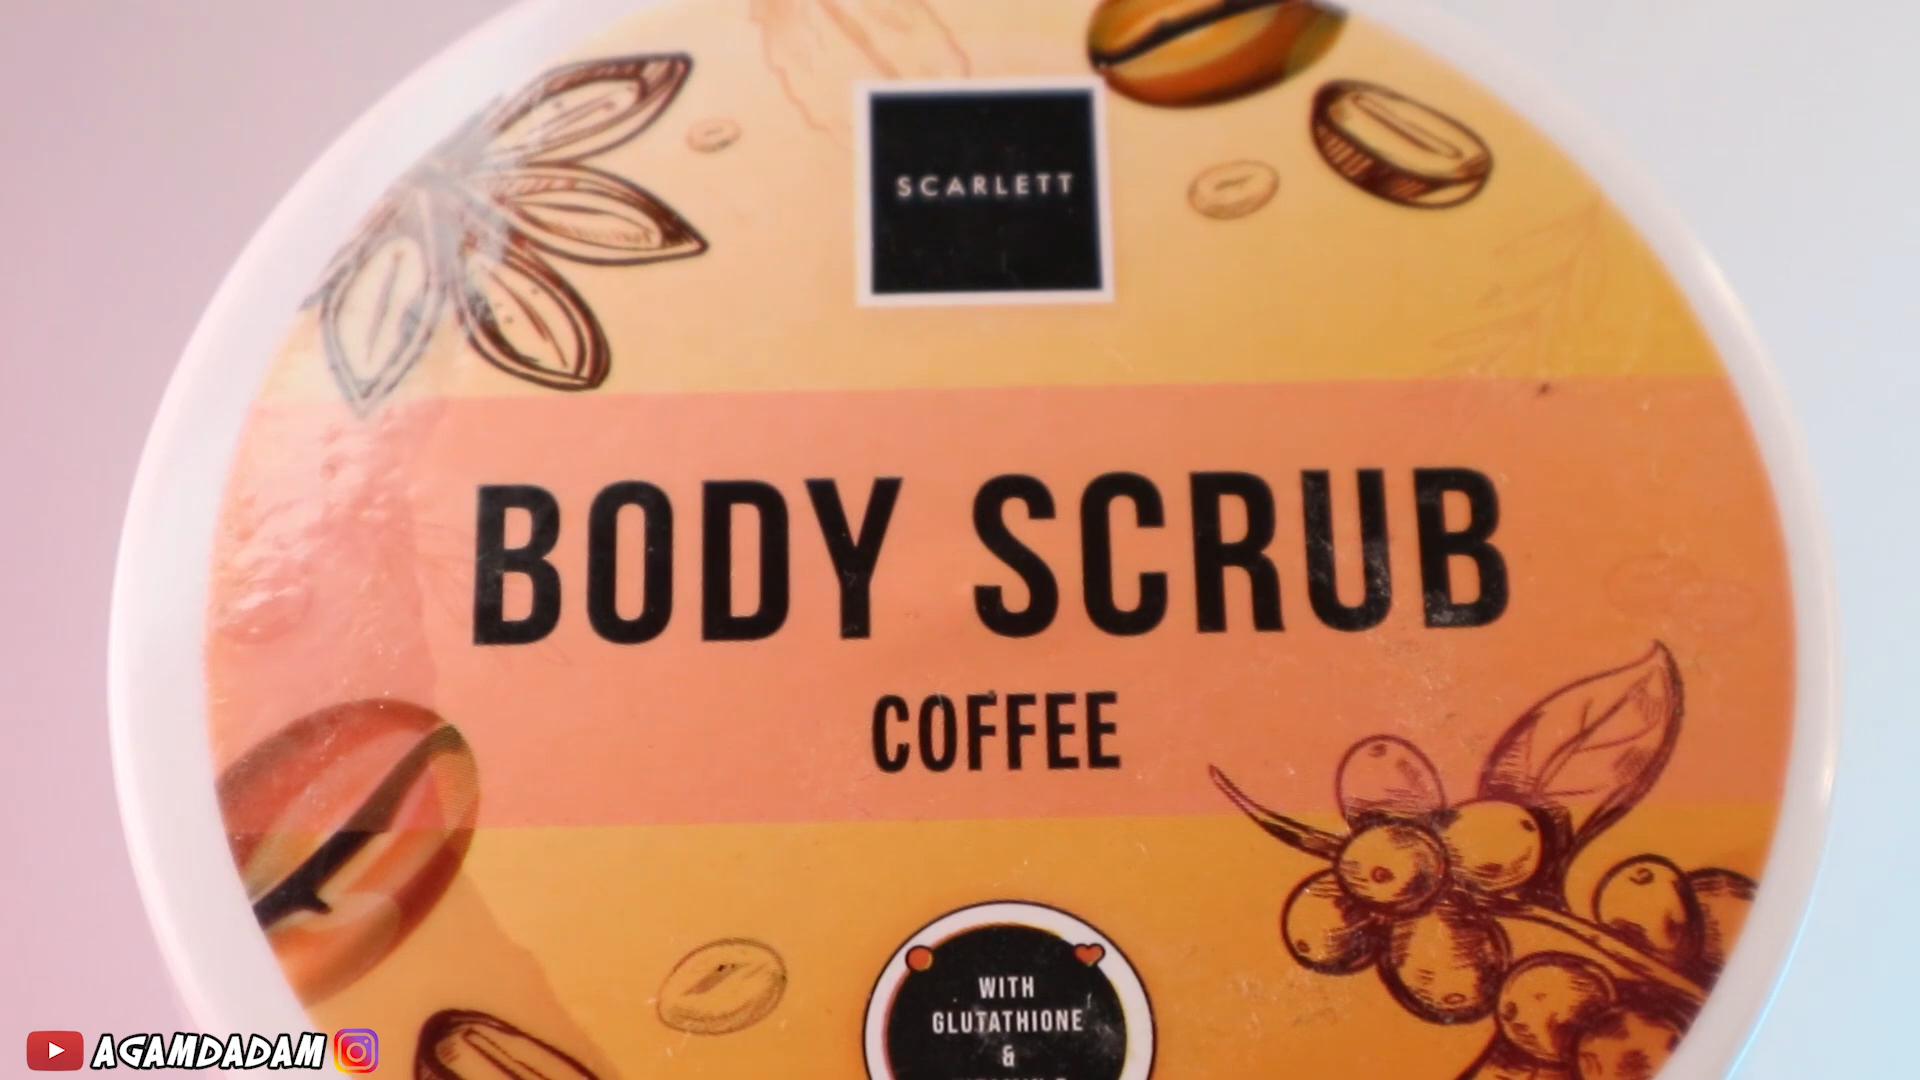 SCARLETT
BODY SCRUB
COFFEE
WITH
GLUTATHIONE
&
AGAMDADAM